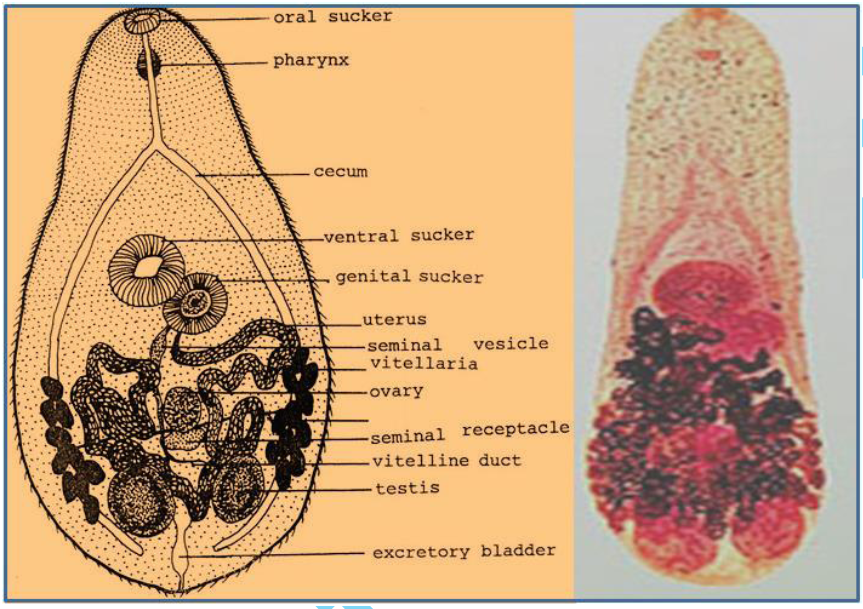 oral sucker
pharynx
cecum
ventral sucker
genital sucker
uterus
seminal vesicle
vitellaria
ovary
seminal receptacle
vitelline duct
testis
excretory bladder